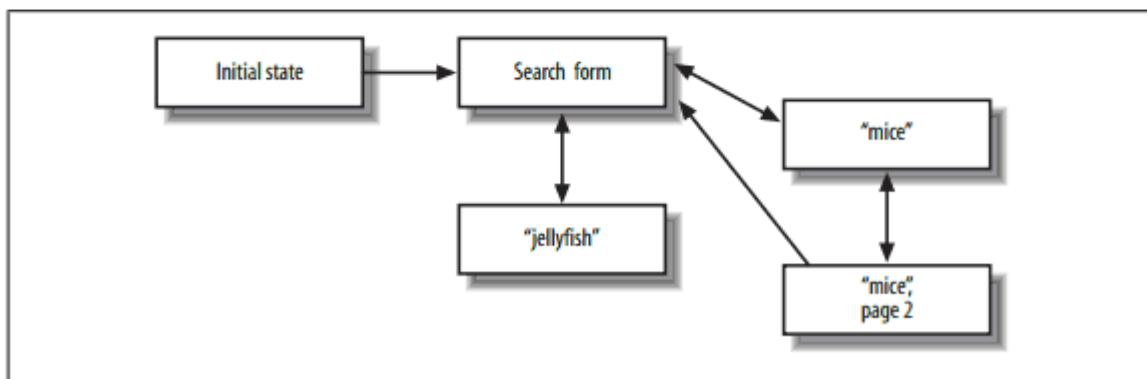 Initial state
Search form
“mice”
“jellyfish”
“mice”,
page 2